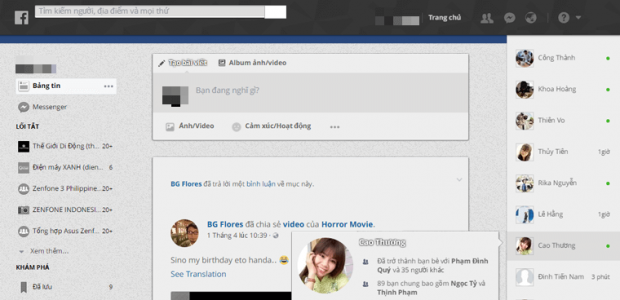 Tìm kiếm người, địa điểm và mọi thứ
Trang chủ
Bảng tin
Messenger
LỐI TẮT
Thế Giới Di Động (th... 20+
Điện máy XANH (dien... 6
Zenfone 3 Philippine... 20+
ZENFONE INDONESI... 20+
Tổng hợp Asus Zenf... 20+
Xem thêm...
KHÁM PHÁ
Đã lưu 9
Tạo bài viết Album ảnh/video
Bạn đang nghĩ gì?
Ảnh/Video Cảm xúc/Hoạt động
BG Flores đã trả lời một bình luận về mục này.
BG Flores đã chia sẻ video của Horror Movie.
1 Tháng 4 lúc 10:39
Sino my birthday eto handa..
See Translation
Cao Thương
Đã trở thành bạn bè với Phạm Đình
Quý và 35 người khác
89 bạn chung bao gồm Ngọc Tỷ và
Thịnh Phạm
Công Thành
Khoa Hoàng
Thiên Vo
Thủy Tiên 1giờ
Rika Nguyễn
Lê Hằng 1giờ
Cao Thương
Đinh Tiến Nam 3 phút